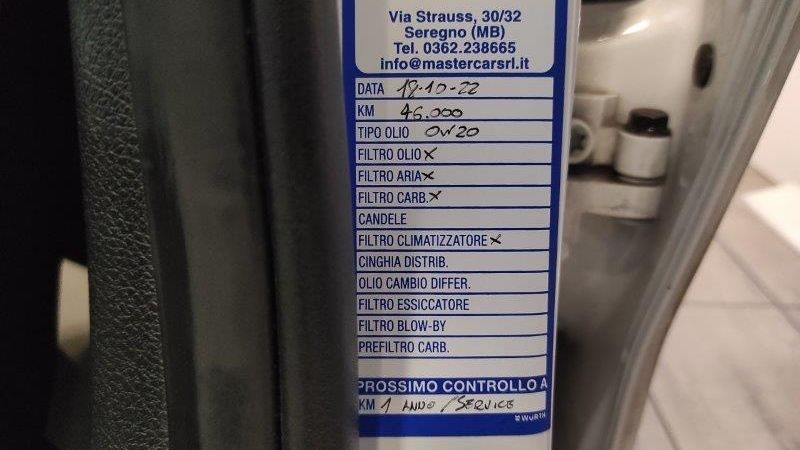 Via Strauss, 30/32
Seregno (MB)
Tel. 0362.238665
info@mastercarsrl.it
DATA 18-10-22
KM 46.000
TIPO OLIO 0W20
FILTRO OLIO X
FILTRO ARIA X
FILTRO CARB. X
CANDELE
FILTRO CLIMATIZZATORE X
CINGHIA DISTRIB.
OLIO CAMBIO DIFFER.
FILTRO ESSICCATORE
FILTRO BLOW-BY
PREFILTRO CARB.
PROSSIMO CONTROLLO A
KM 1 ANNO/SERVICE
WÜRTH